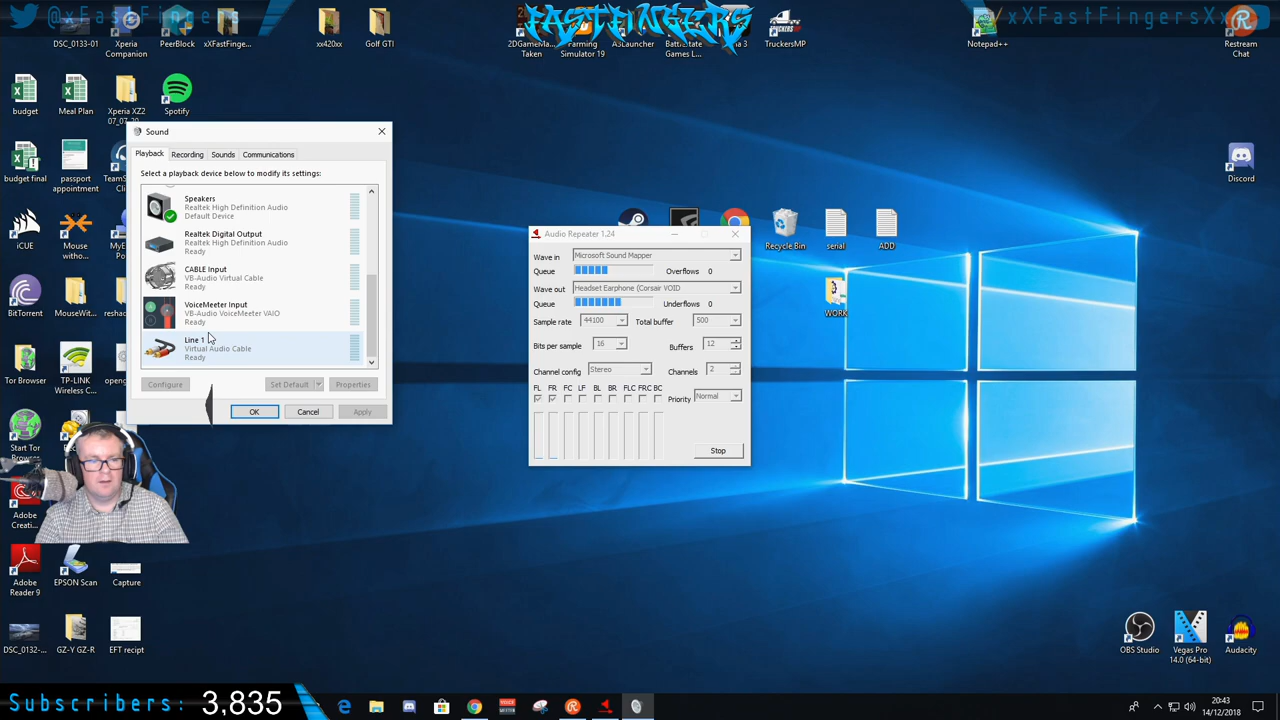 @xXFastFingers
FASTFINGERS
/xXFastFingersXx
DSC_0133-01
Xperia
Companion
PeerBlock
xXFastFinge...
xx420xx
Golf GTI
2DGameMa...
Taken
Farming
Simulator 19
ASLauncher
BattleState
Games L...
TruckersMP
Notepad++
Restream
Chat
budget
Meal Plan
Xperia XZ2
Spotify
budget final
passport
appointment
iCUE
Mouse
BitTorrent
Tor Browser
TP-LINK
Wireless C...
Start Tor
Adobe
Adobe
Reader 9
EPSON Scan
Capture
DSC_0132-...
GZ-Y GZ-R
EFT recipt
Recycle Bin
serial
ADD
WORK
Discord
OBS Studio
Vegas Pro
14.0 (64-bit)
Audacity
Sound
Playback
Recording
Sounds
Communications
Select a playback device below to modify its settings:
Speakers
Realtek High Definition Audio
Default Device
Realtek Digital Output
Realtek High Definition Audio
Ready
CABLE Input
VB-Audio Virtual Cable
Ready
VoiceMeeter Input
VB-Audio VoiceMeeter VAIO
Ready
Line 1
Virtual Audio Cable
Ready
Configure
Set Default
Properties
OK
Cancel
Apply
Audio Repeater 1.24
Wave in
Microsoft Sound Mapper
Queue
Overflows 0
Wave out
Headset Earphone (Corsair VOID
Queue
Underflows 0
Sample rate
44100
Total buffer
500
Bits per sample
16
Buffers
12
Channel config
Stereo
Channels
2
FL FR FC LF BL BR FLC FRC BC
Priority
Normal
Stop
Subscribers: 3,835
20:43
14/12/2018